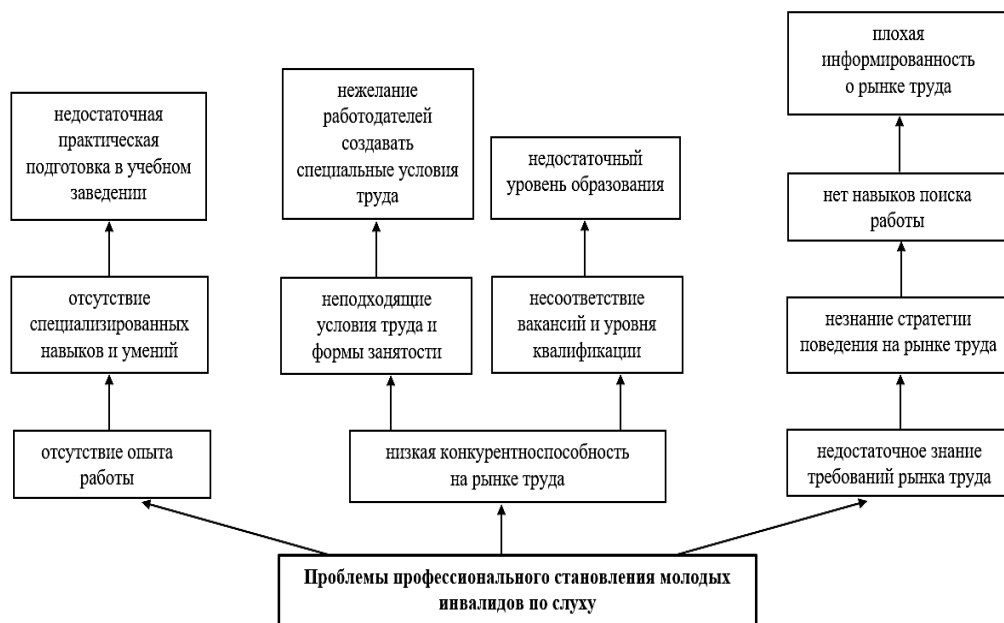 плохая
информированность
о рынке труда
недостаточная
практическая
подготовка в учебном
заведении
нежелание
работодателей
создавать
специальные условия
труда
недостаточный
уровень образования
нет навыков поиска
работы
отсутствие
специализированных
навыков и умений
неподходящие
условия труда и
формы занятости
несоответствие
вакансий и уровня
квалификации
незнание стратегии
поведения на рынке труда
отсутствие опыта
работы
низкая конкурентноспособность
на рынке труда
недостаточное знание
требований рынка труда
Проблемы профессионального становления молодых
инвалидов по слуху